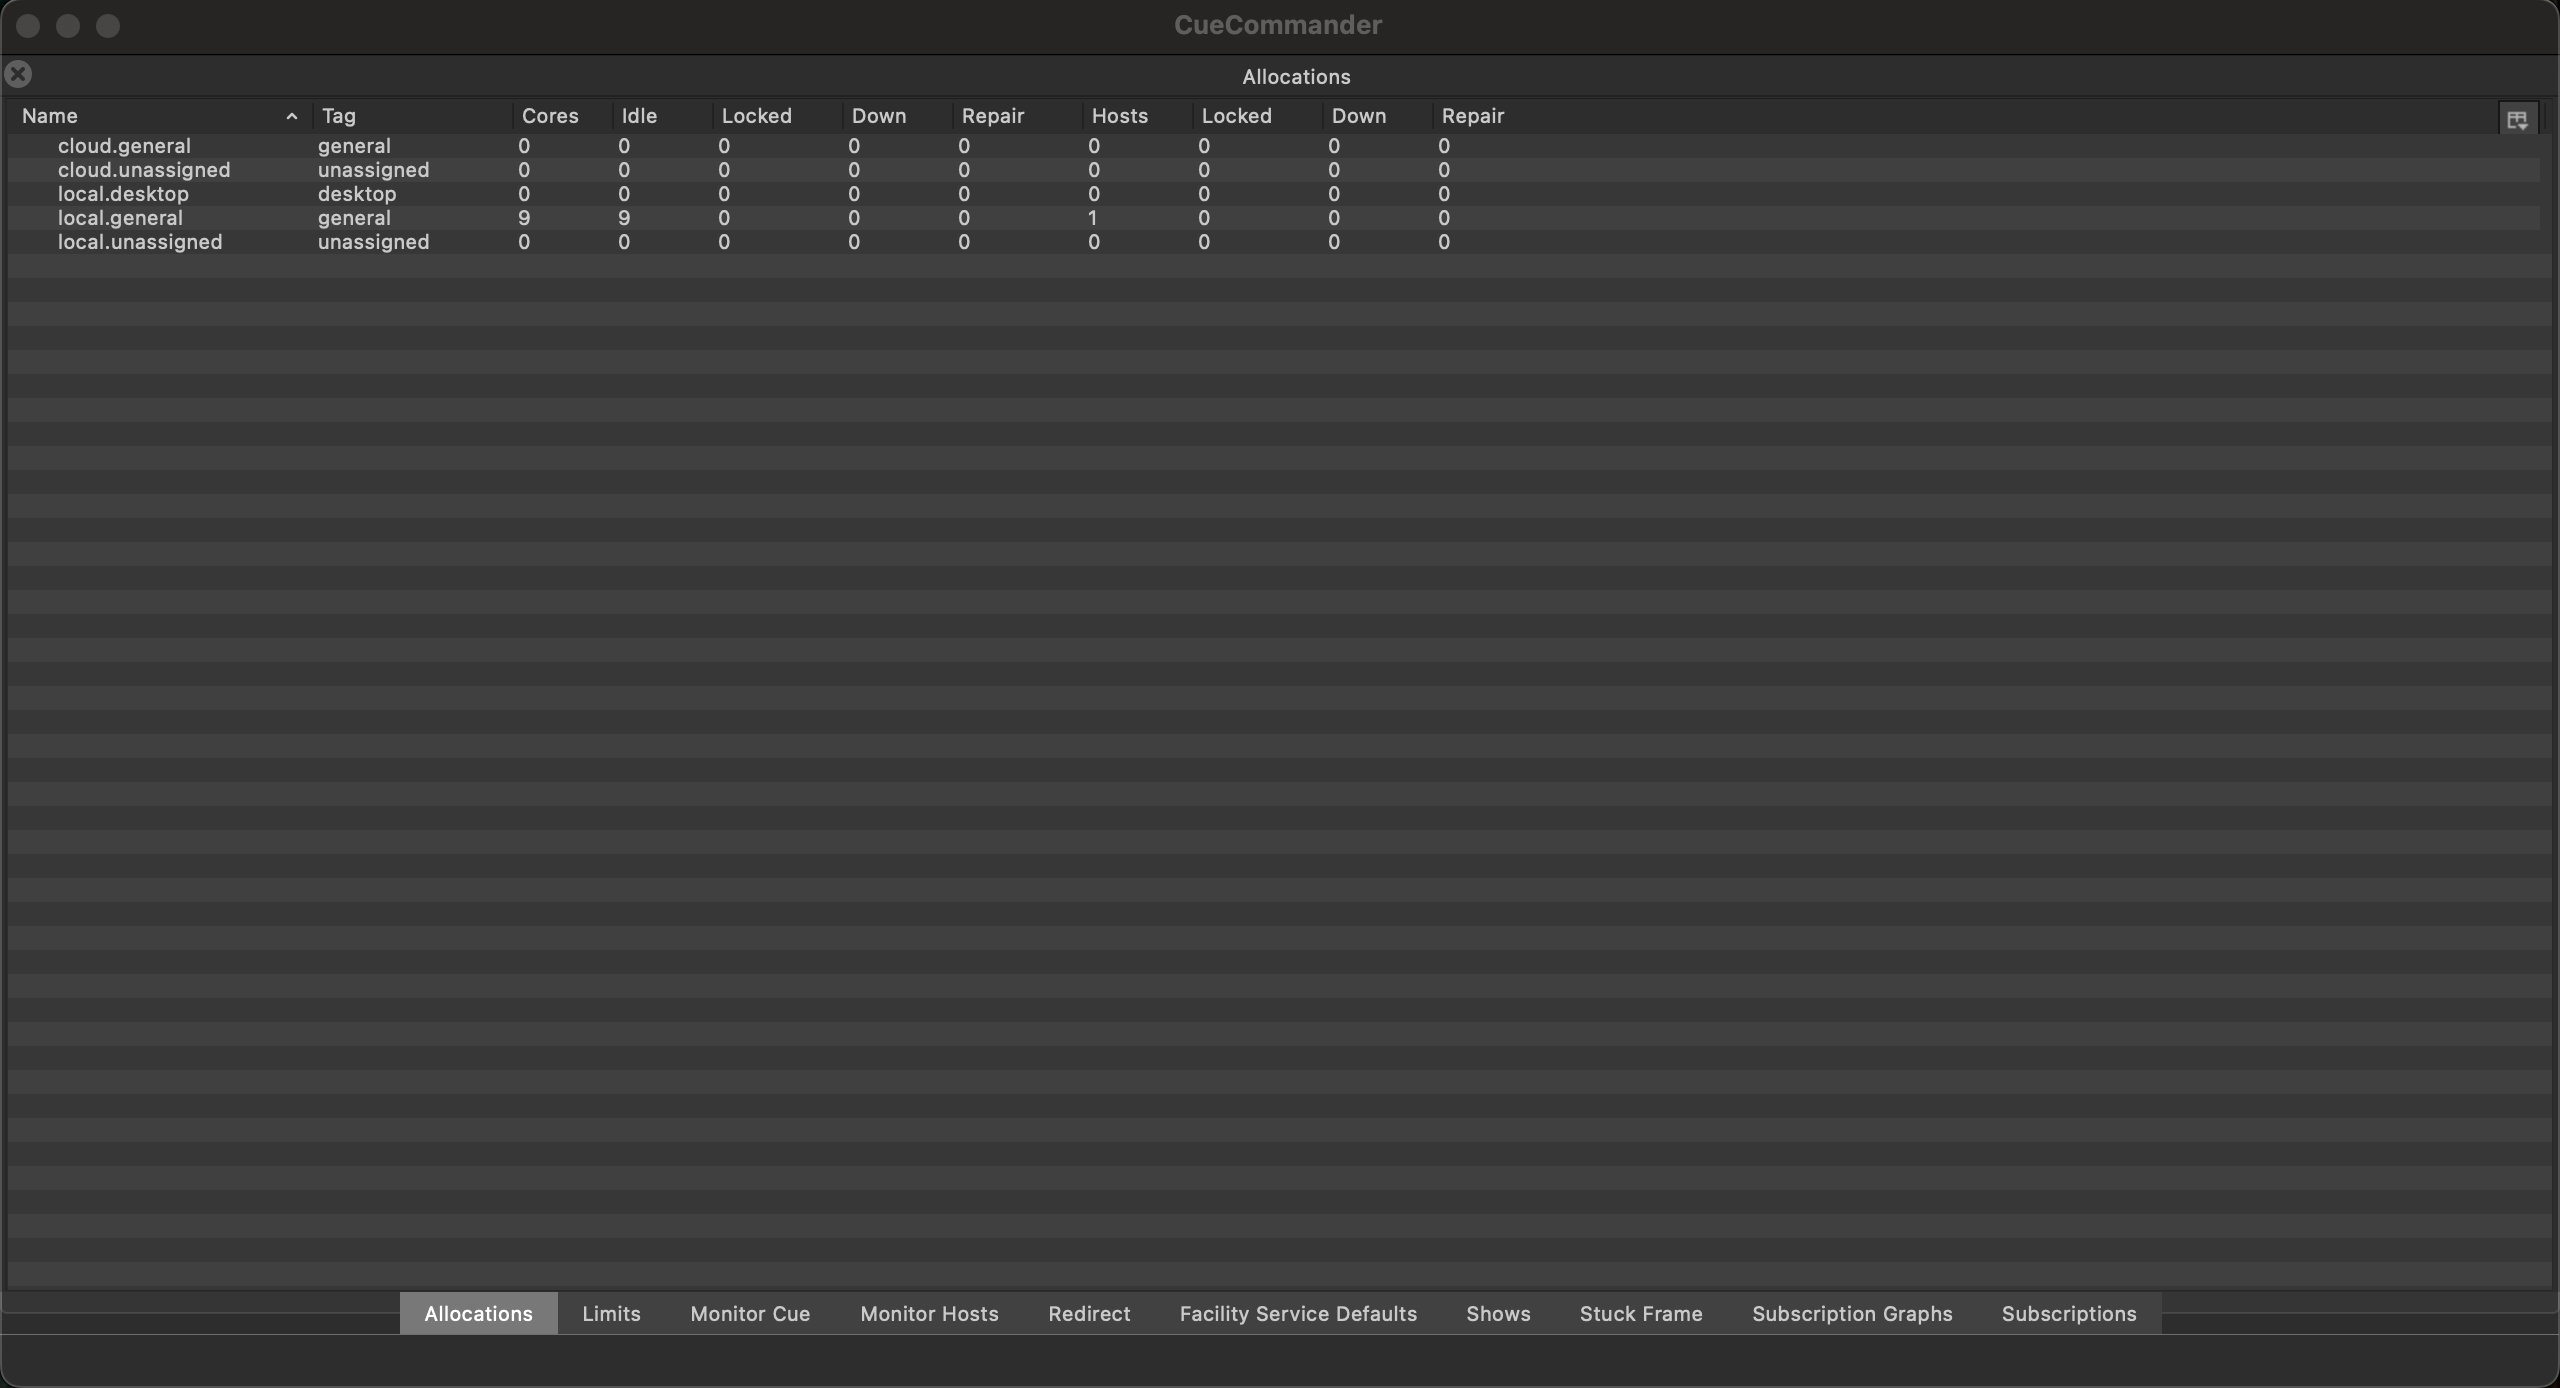 CueCommander
Allocations
Name Tag Cores Idle Locked Down Repair Hosts Locked Down Repair
cloud.general general 0 0 0 0 0 0 0 0 0
cloud.unassigned unassigned 0 0 0 0 0 0 0 0 0
local.desktop desktop 0 0 0 0 0 0 0 0 0
local.general general 9 9 0 0 0 1 0 0 0
local.unassigned unassigned 0 0 0 0 0 0 0 0 0
Allocations Limits Monitor Cue Monitor Hosts Redirect Facility Service Defaults Shows Stuck Frame Subscription Graphs Subscriptions